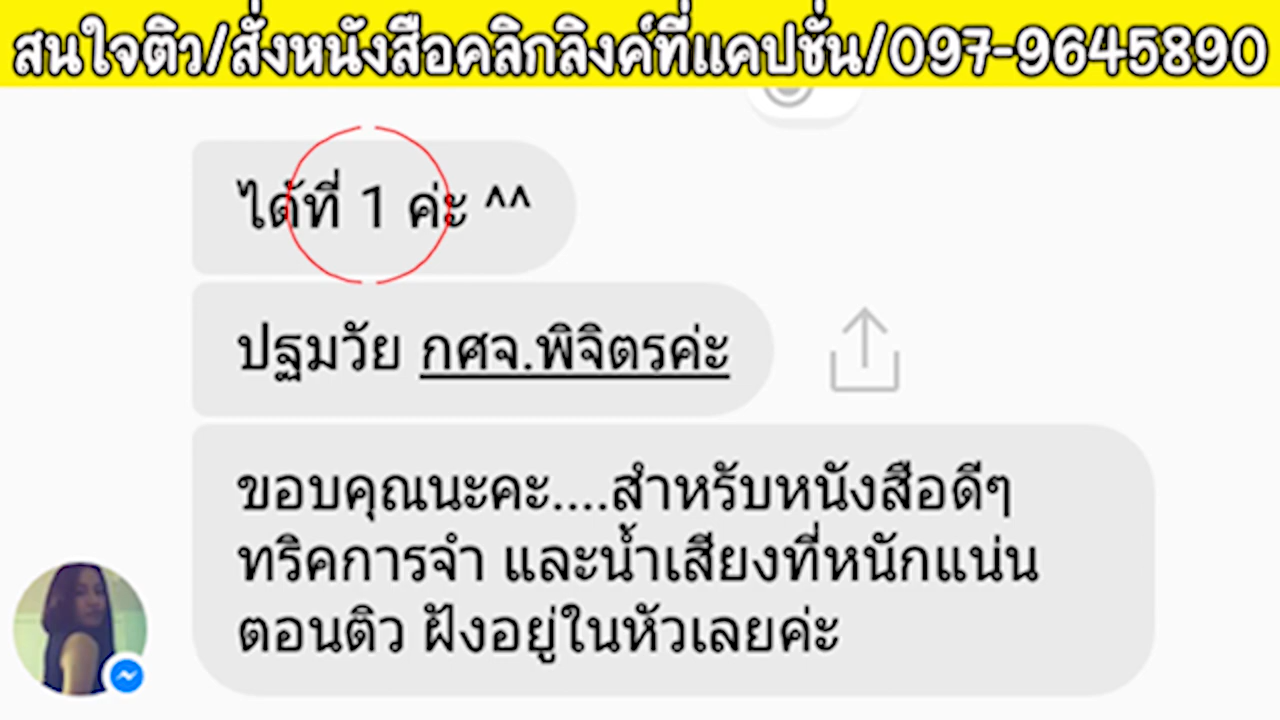 สนใจติว/สั่งหนังสือคลิกลิงค์ที่แคปชั่น/097-9645890
ได้ที่ 1 ค่ะ ^^
ปฐมวัย กศจ.พิจิตรค่ะ
ขอบคุณนะคะ....สำหรับหนังสือดีๆ
ทริคการจำ และน้ำเสียงที่หนักแน่น
ตอนติว ฝังอยู่ในหัวเลยค่ะ